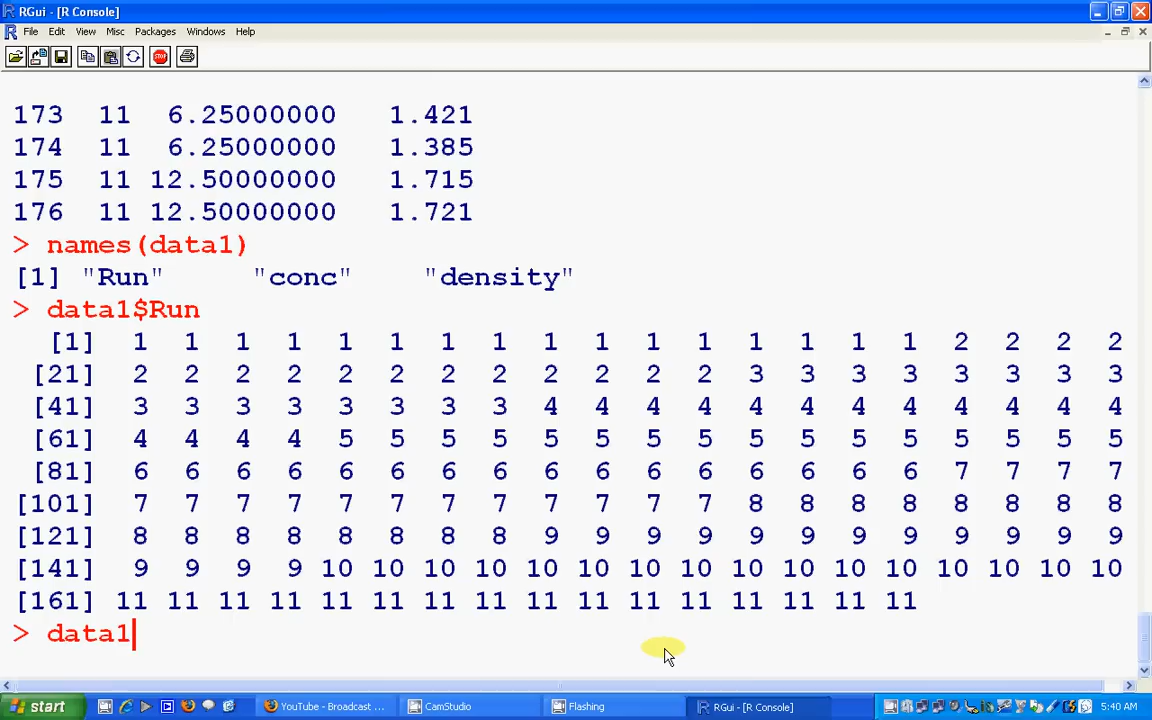 RGui - [R Console]
File Edit View Misc Packages Windows Help
STOP
173 11 6.25000000 1.421
174 11 6.25000000 1.385
175 11 12.50000000 1.715
176 11 12.50000000 1.721
> names(data1)
[1] "Run" "conc" "density"
> data1$Run
[1] 1 1 1 1 1 1 1 1 1 1 1 1 1 1 1 1 2 2 2 2
[21] 2 2 2 2 2 2 2 2 2 2 2 2 3 3 3 3 3 3 3 3
[41] 3 3 3 3 3 3 3 3 4 4 4 4 4 4 4 4 4 4 4 4
[61] 4 4 4 4 5 5 5 5 5 5 5 5 5 5 5 5 5 5 5 5
[81] 6 6 6 6 6 6 6 6 6 6 6 6 6 6 6 6 7 7 7 7
[101] 7 7 7 7 7 7 7 7 7 7 7 7 8 8 8 8 8 8 8 8
[121] 8 8 8 8 8 8 8 8 9 9 9 9 9 9 9 9 9 9 9 9
[141] 9 9 9 9 10 10 10 10 10 10 10 10 10 10 10 10 10 10 10 10
[161] 11 11 11 11 11 11 11 11 11 11 11 11 11 11 11 11
> data1
start YouTube - Broadcast ... CamStudio Flashing RGui - [R Console] 5:40 AM